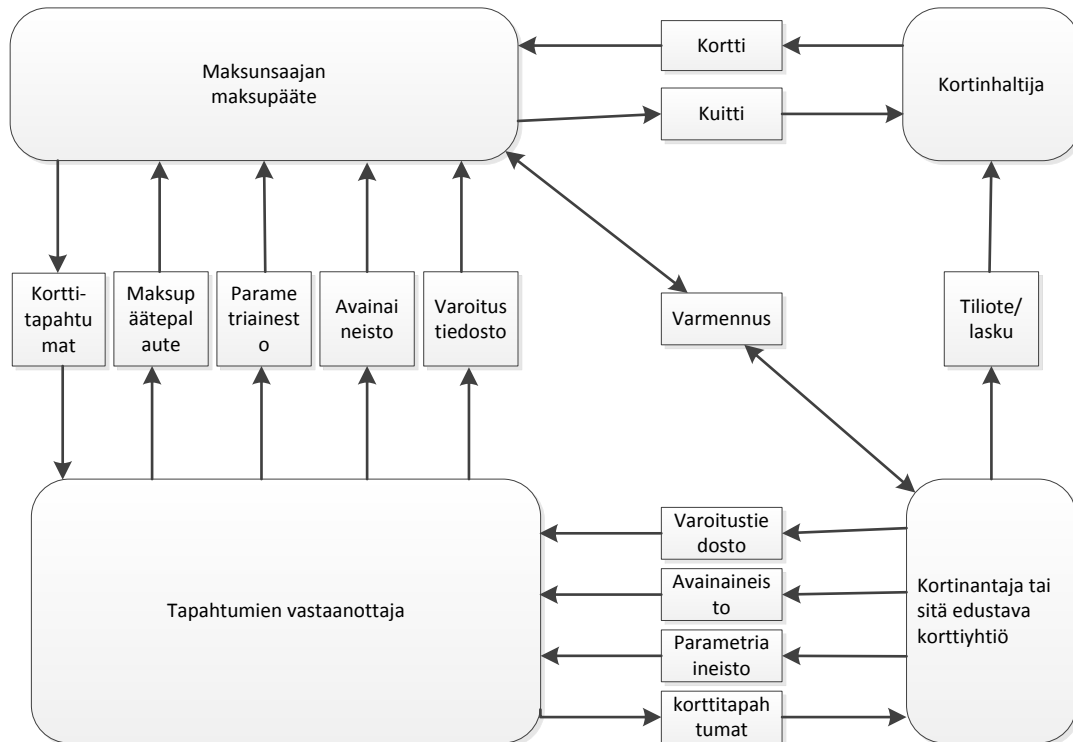 Maksunsaajan
maksupääte
Kortti
Kuitti
Kortinhaltija
Kortti-
tapahtu
mat
Maksup
äätepal
aute
Parame
triainest
o
Avainai
neisto
Varoitus
tiedosto
Varmennus
Tiliote/
lasku
Tapahtumien vastaanottaja
Varoitustie
dosto
Avainaineis
to
Parametria
ineisto
korttitapah
tumat
Kortinantaja tai
sitä edustava
korttiyhtiö